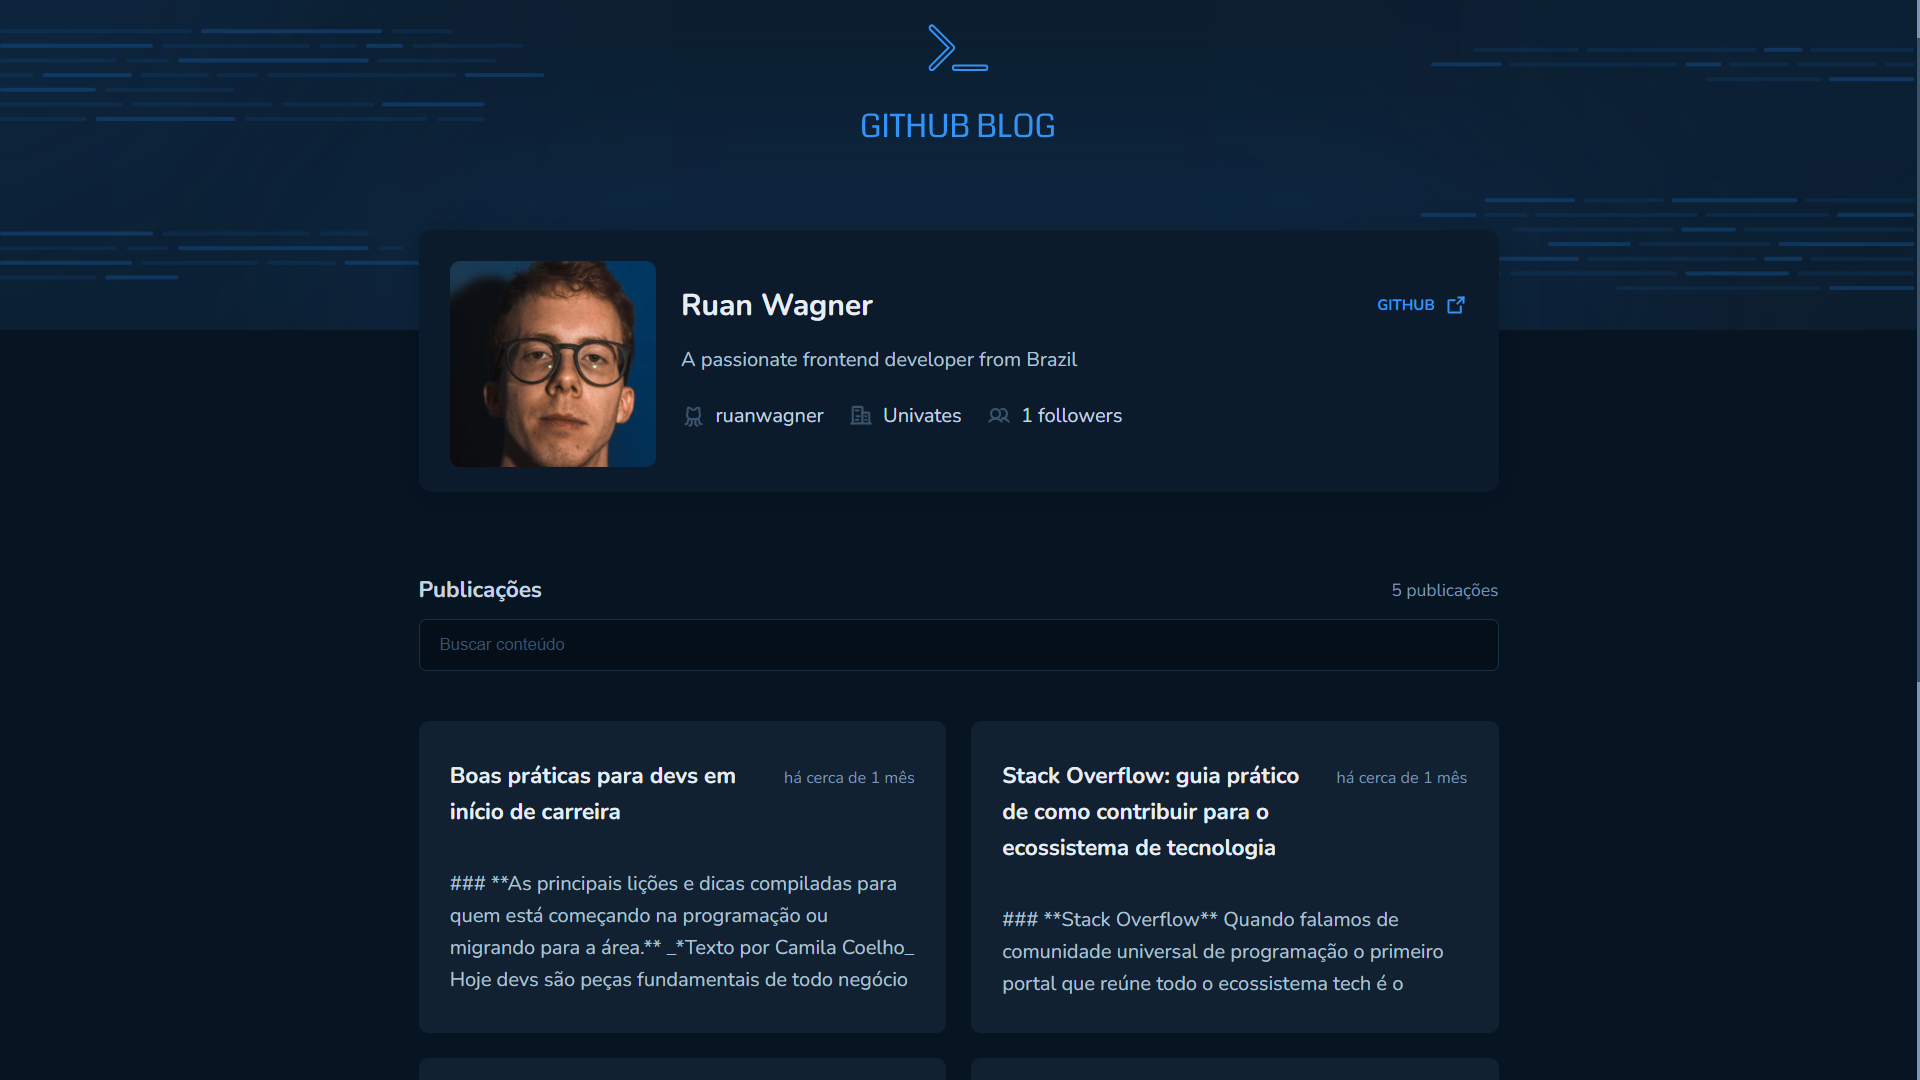 GITHUB BLOG
Ruan Wagner
GITHUB
A passionate frontend developer from Brazil
ruanwagner Univates 1 followers
Publicações
5 publicações
Buscar conteúdo
Boas práticas para devs em
início de carreira
há cerca de 1 mês
### **As principais lições e dicas compiladas para
quem está começando na programação ou
migrando para a área.** _*Texto por Camila Coelho_
Hoje devs são peças fundamentais de todo negócio
Stack Overflow: guia prático
de como contribuir para o
ecossistema de tecnologia
há cerca de 1 mês
### **Stack Overflow** Quando falamos de
comunidade universal de programação o primeiro
portal que reúne todo o ecossistema tech é o